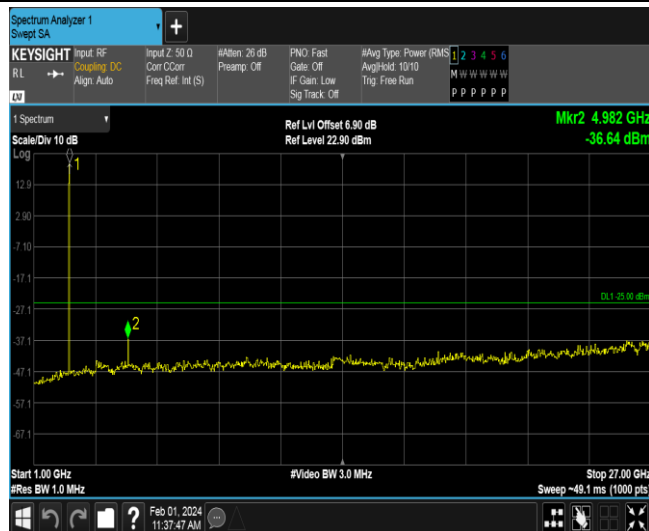 Spectrum Analyzer 1
Swept SA
+
KEYSIGHT
RL
Input: RF
Coupling: DC
Align: Auto
Input Z: 50 Ω
Corr CCorr
Freq Ref: Int (S)
#Atten: 26 dB
Preamp: Off
PNO: Fast
Gate: Off
IF Gain: Low
Sig Track: Off
#Avg Type: Power (RMS
Avg|Hold: 10/10
Trig: Free Run
1 2 3 4 5 6
M W W W W W
P P P P P P
1 Spectrum
Scale/Div 10 dB
Log
Ref Lvl Offset 6.90 dB
Ref Level 22.90 dBm
Mkr2 4.982 GHz
-36.64 dBm
1
12.9
2.90
-7.10
-17.1
DL1 -25.00 dBm
-27.1
2
-37.1
-47.1
-57.1
-67.1
Start 1.00 GHz
#Res BW 1.0 MHz
#Video BW 3.0 MHz
Stop 27.00 GHz
Sweep ~49.1 ms (1000 pts)
?
Feb 01, 2024
11:37:47 AM